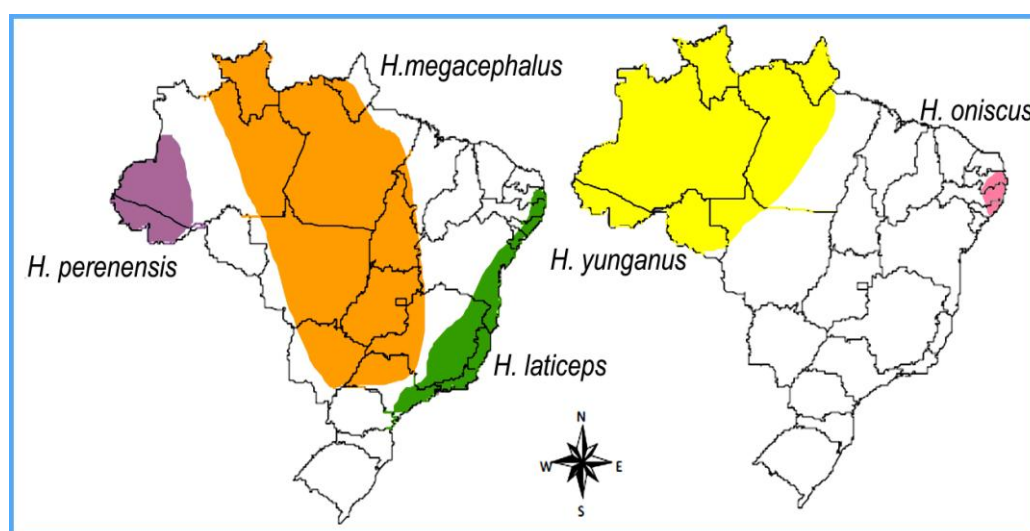 H.megacephalus
H. perenensis
H. laticeps
H. oniscus
H. yunganus
N
W
E
S